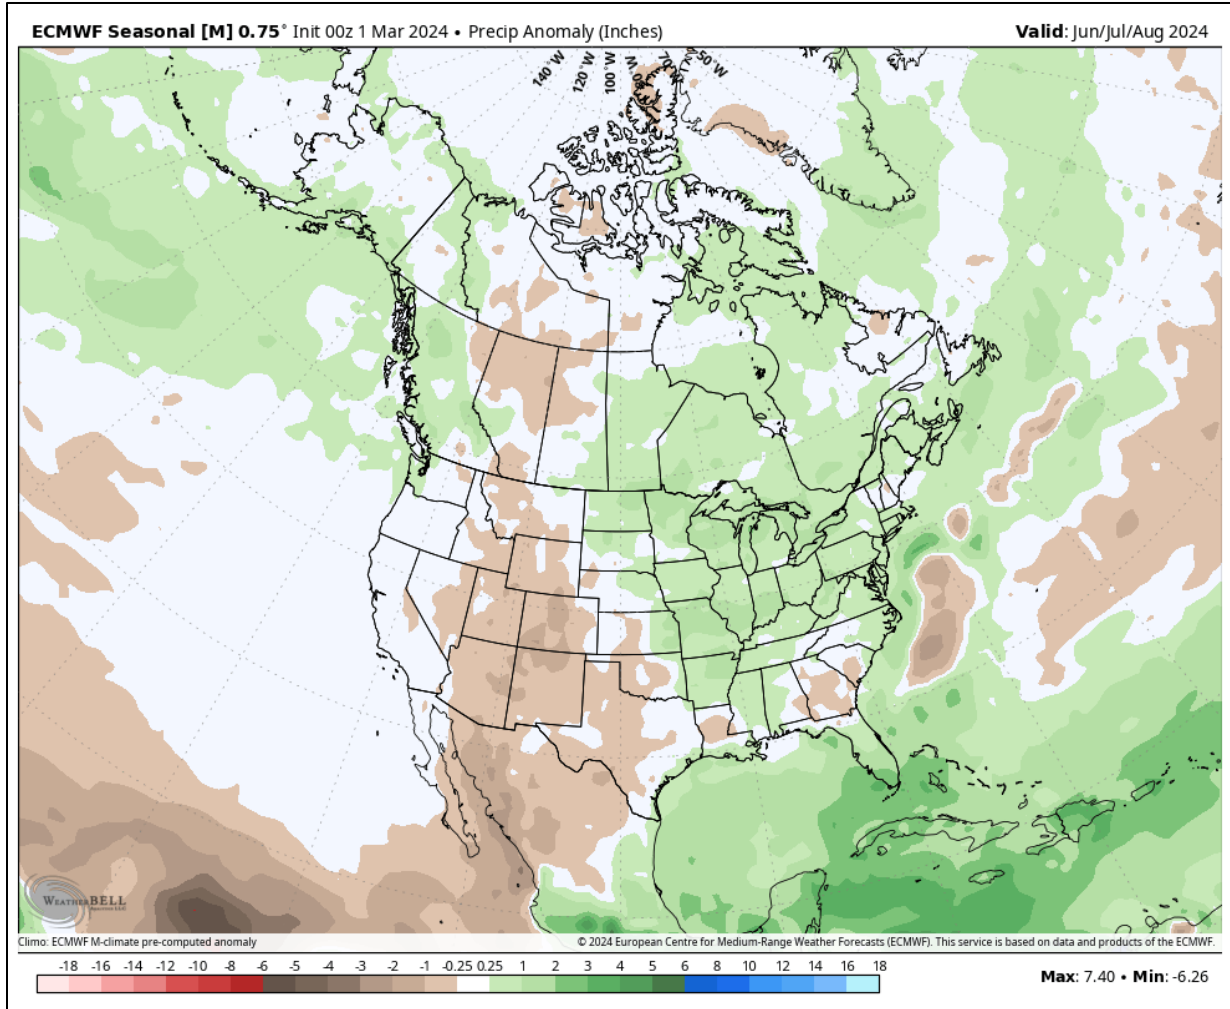 ECMWF Seasonal [M] 0.75° Init 00z 1 Mar 2024 • Precip Anomaly (Inches)
Valid: Jun/Jul/Aug 2024
140°W 120°W 100°W 70°W 50°W
WEATHERBELL
Climo: ECMWF M-climate pre-computed anomaly
© 2024 European Centre for Medium-Range Weather Forecasts (ECMWF). This service is based on data and products of the ECMWF.
-18 -16 -14 -12 -10 -8 -6 -5 -4 -3 -2 -1 -0.25 0.25 1 2 3 4 5 6 8 10 12 14 16 18
Max: 7.40 • Min: -6.26